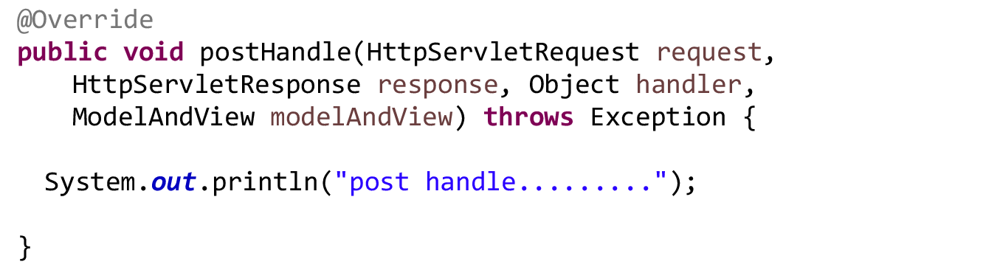 @Override
public void postHandle(HttpServletRequest request,
HttpServletResponse response, Object handler,
ModelAndView modelAndView) throws Exception {
System.out.println("post handle.........");
}